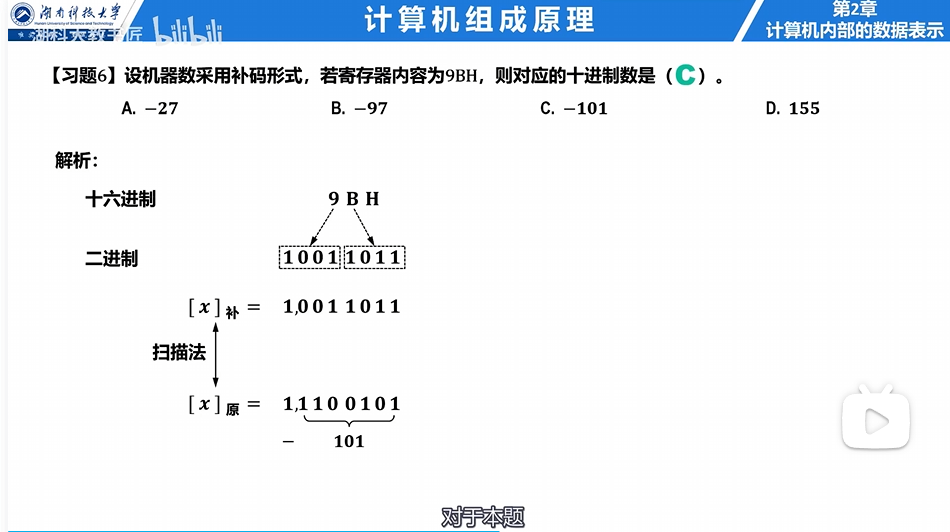 湖南科技大学
Hunan University of Science and Technology
计算机组成原理
第2章
计算机内部的数据表示
湖科大教书匠 bilibili
【习题6】设机器数采用补码形式，若寄存器内容为9BH，则对应的十进制数是（C）。
A. −27 B. −97 C. −101 D. 155
解析：
十六进制 9 B H
二进制 1 0 0 1 1 0 1 1
[ x ]补 = 1,0 0 1 1 0 1 1
扫描法
[ x ]原 = 1,1 1 0 0 1 0 1
− 101
对于本题